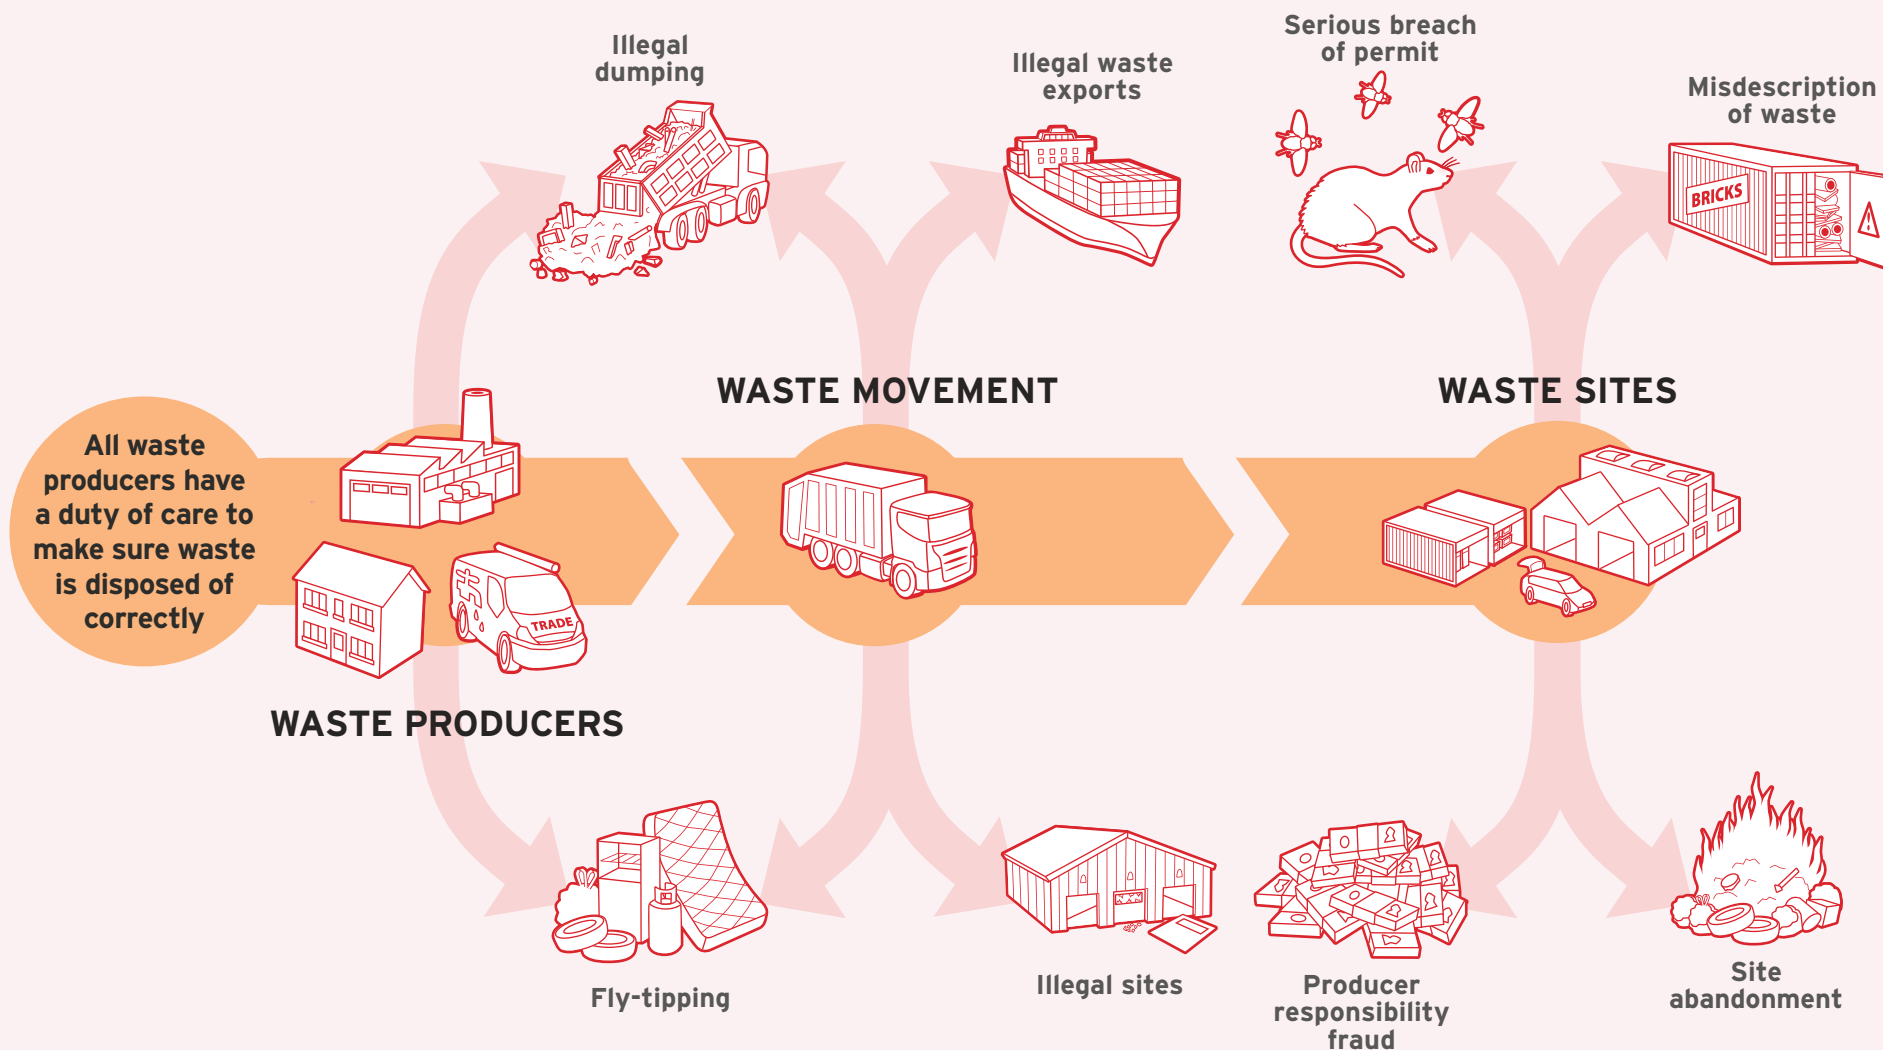 Illegal
dumping
Illegal waste
exports
Serious breach
of permit
Misdescription
of waste
BRICKS
WASTE MOVEMENT
WASTE SITES
All waste
producers have
a duty of care to
make sure waste
is disposed of
correctly
TRADE
WASTE PRODUCERS
Fly-tipping
Illegal sites
Producer
responsibility
fraud
Site
abandonment